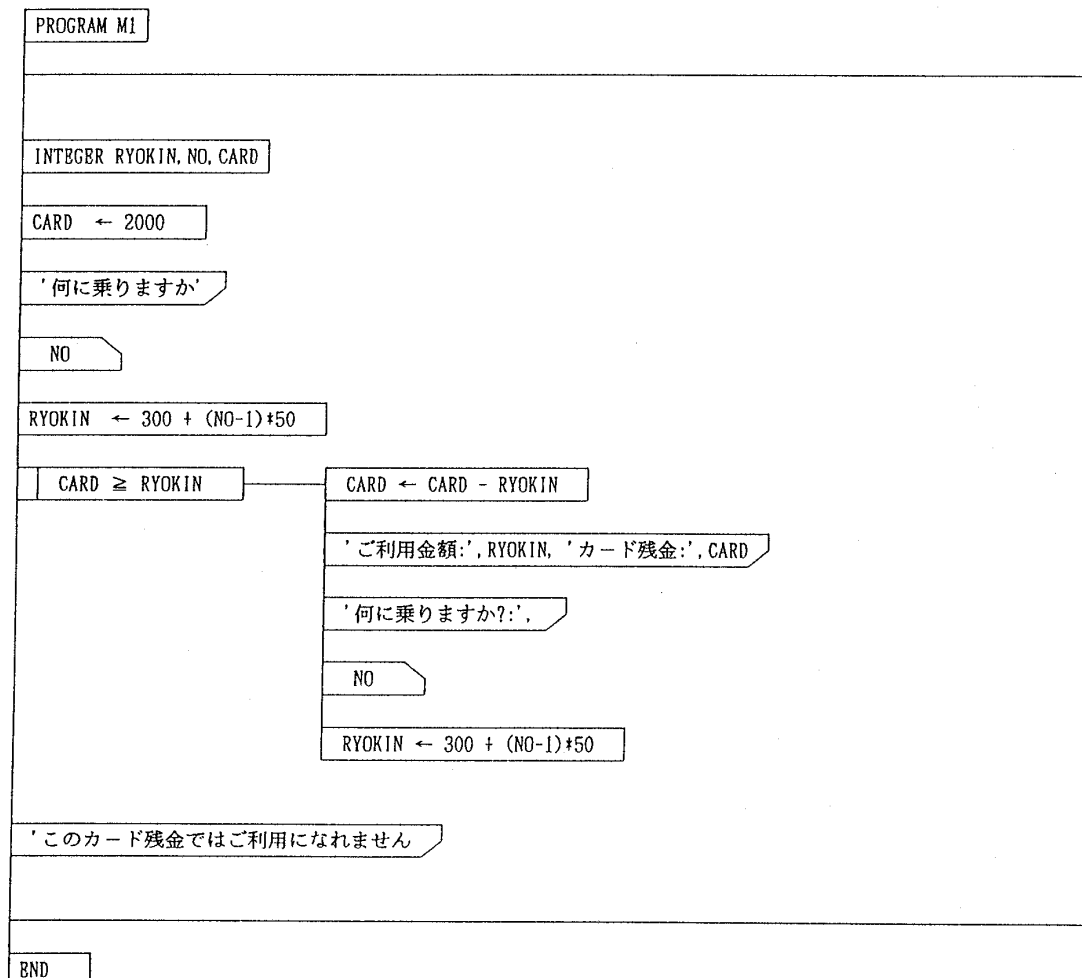 PROGRAM M1
INTEGER RYOKIN, NO, CARD
CARD ← 2000
'何に乗りますか'
NO
RYOKIN ← 300 + (NO-1)*50
CARD ≧ RYOKIN
CARD ← CARD - RYOKIN
'ご利用金額:', RYOKIN, 'カード残金:', CARD
'何に乗りますか?:',
NO
RYOKIN ← 300 + (NO-1)*50
'このカード残金ではご利用になれません
END